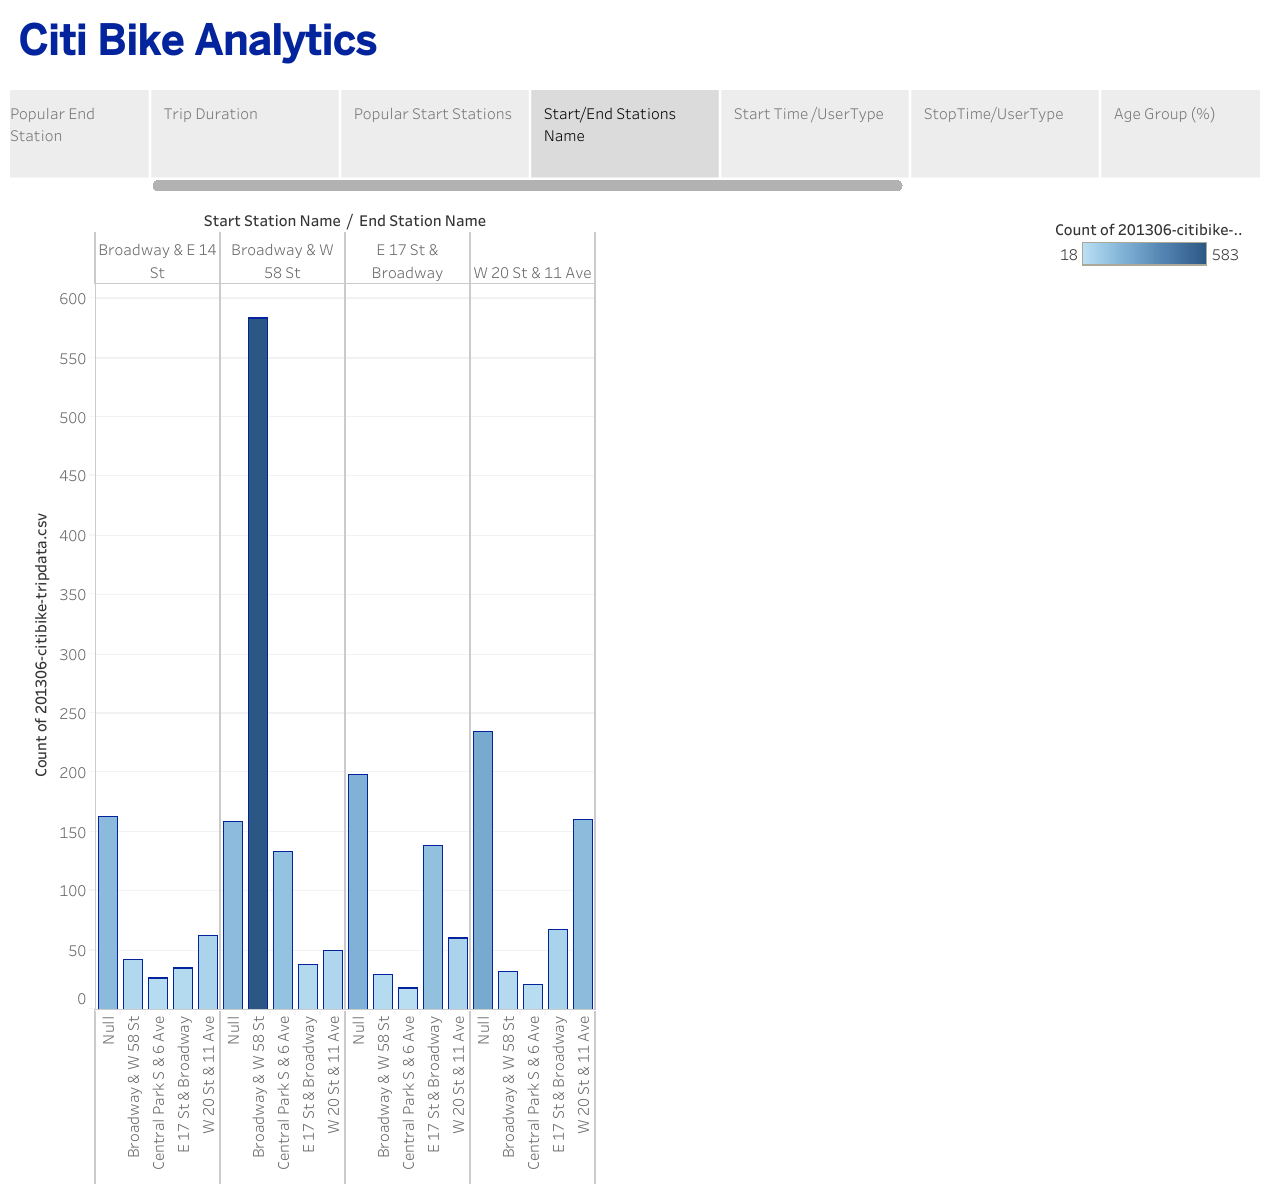 Citi Bike Analytics
Popular End
Station
Trip Duration
Popular Start Stations
Start/End Stations
Name
Start Time /UserType
StopTime/UserType
Age Group (%)
Start Station Name / End Station Name
Broadway & E 14
St
Broadway & W
58 St
E 17 St &
Broadway
W 20 St & 11 Ave
Count of 201306-citibike-..
18
583
600
550
500
450
400
350
300
250
200
150
100
50
0
Count of 201306-citibike-tripdata.csv
Null
Broadway & W 58 St
Central Park S & 6 Ave
E 17 St & Broadway
W 20 St & 11 Ave
Null
Broadway & W 58 St
Central Park S & 6 Ave
E 17 St & Broadway
W 20 St & 11 Ave
Null
Broadway & W 58 St
Central Park S & 6 Ave
E 17 St & Broadway
W 20 St & 11 Ave
Null
Broadway & W 58 St
Central Park S & 6 Ave
E 17 St & Broadway
W 20 St & 11 Ave